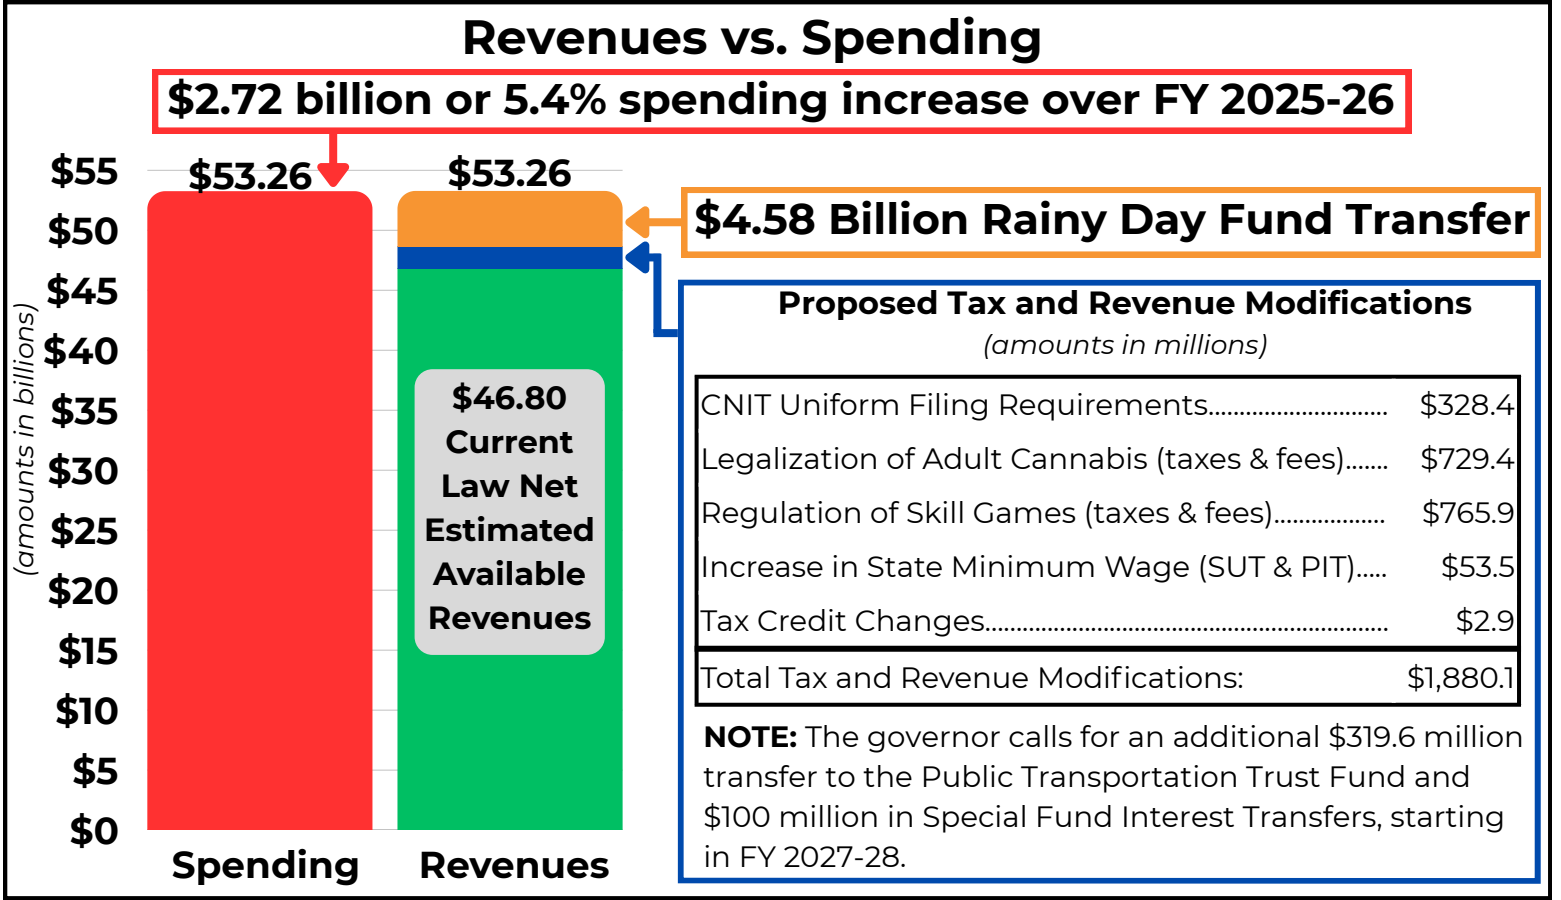 Revenues vs. Spending
$2.72 billion or 5.4% spending increase over FY 2025-26
(amounts in billions)
$55
$50
$45
$40
$35
$30
$25
$20
$15
$10
$5
$0
$53.26
$53.26
$46.80
Current
Law Net
Estimated
Available
Revenues
Spending
Revenues
$4.58 Billion Rainy Day Fund Transfer
Proposed Tax and Revenue Modifications
(amounts in millions)
CNIT Uniform Filing Requirements............................. $328.4
Legalization of Adult Cannabis (taxes & fees)....... $729.4
Regulation of Skill Games (taxes & fees).................. $765.9
Increase in State Minimum Wage (SUT & PIT)..... $53.5
Tax Credit Changes................................................................. $2.9
Total Tax and Revenue Modifications: $1,880.1
NOTE: The governor calls for an additional $319.6 million
transfer to the Public Transportation Trust Fund and
$100 million in Special Fund Interest Transfers, starting
in FY 2027-28.